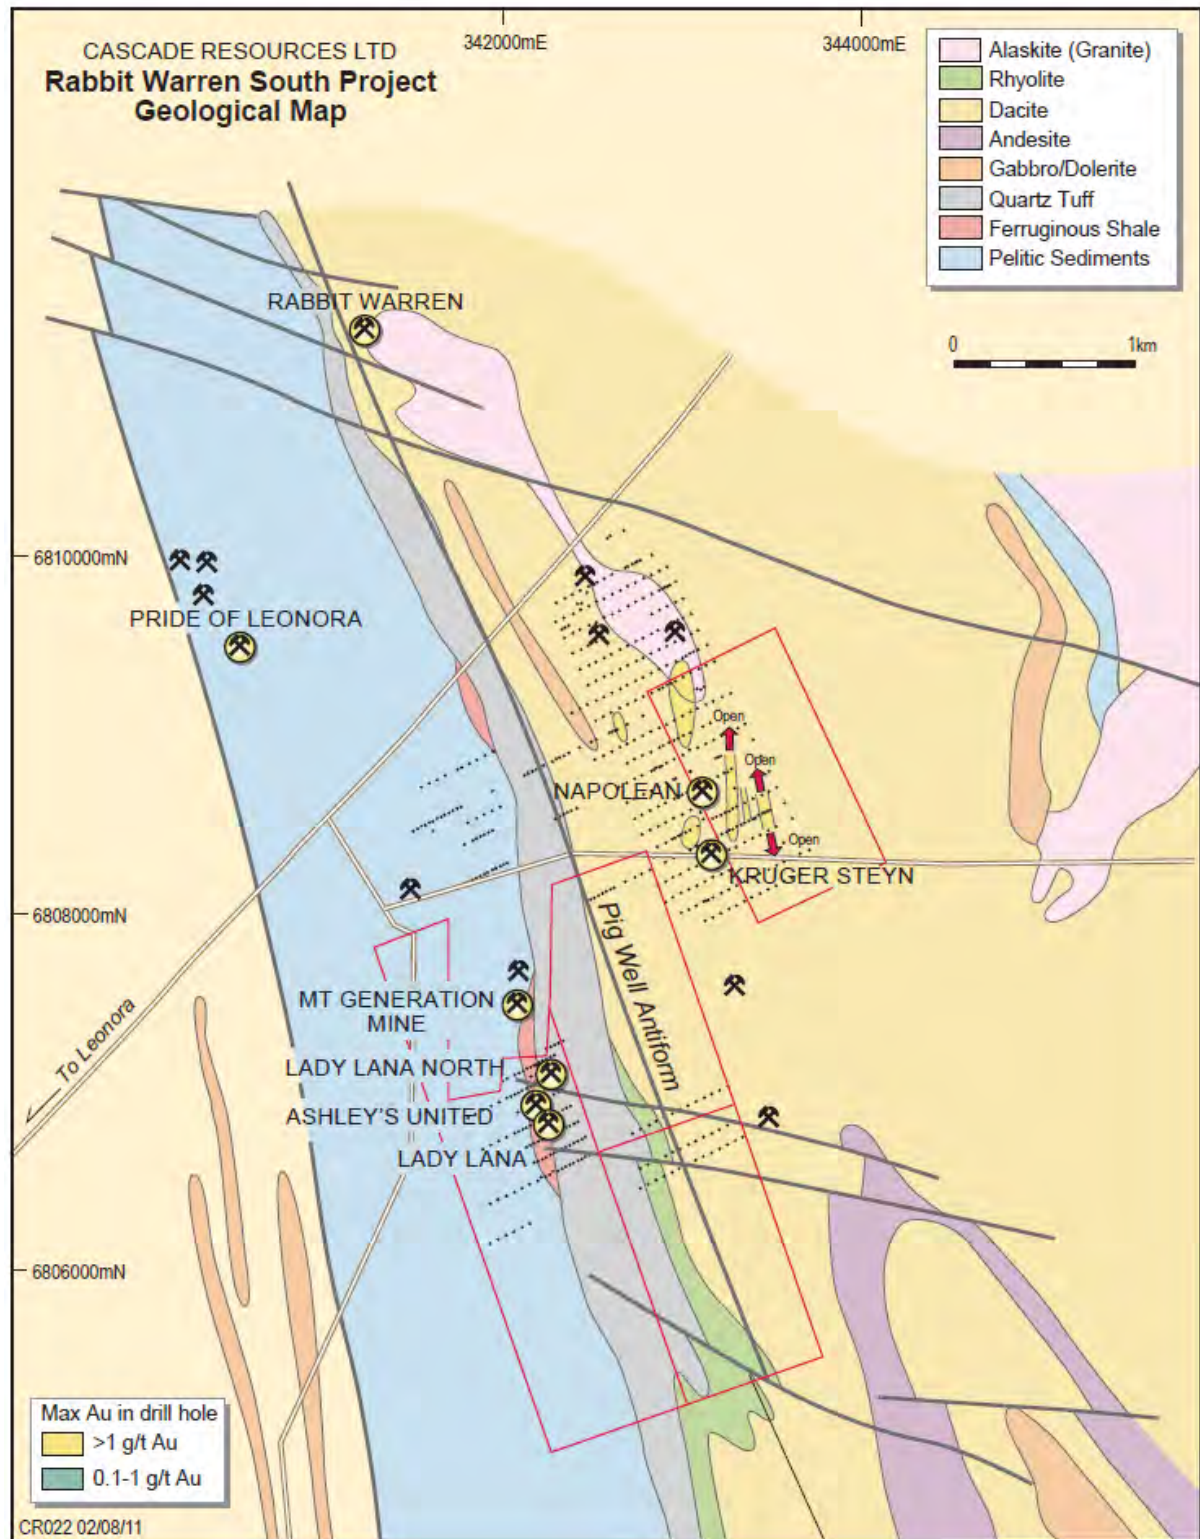 342000mE
344000mE
CASCADE RESOURCES LTD
Rabbit Warren South Project
Geological Map
Alaskite (Granite)
Rhyolite
Dacite
Andesite
Gabbro/Dolerite
Quartz Tuff
Ferruginous Shale
Pelitic Sediments
0
1km
RABBIT WARREN
6810000mN
PRIDE OF LEONORA
Open
Open
NAPOLEAN
Open
KRUGER STEYN
6808000mN
Pig Well Antiform
MT GENERATION
MINE
To Leonora
LADY LANA NORTH
ASHLEY'S UNITED
LADY LANA
6806000mN
Max Au in drill hole
>1 g/t Au
0.1-1 g/t Au
CR022 02/08/11